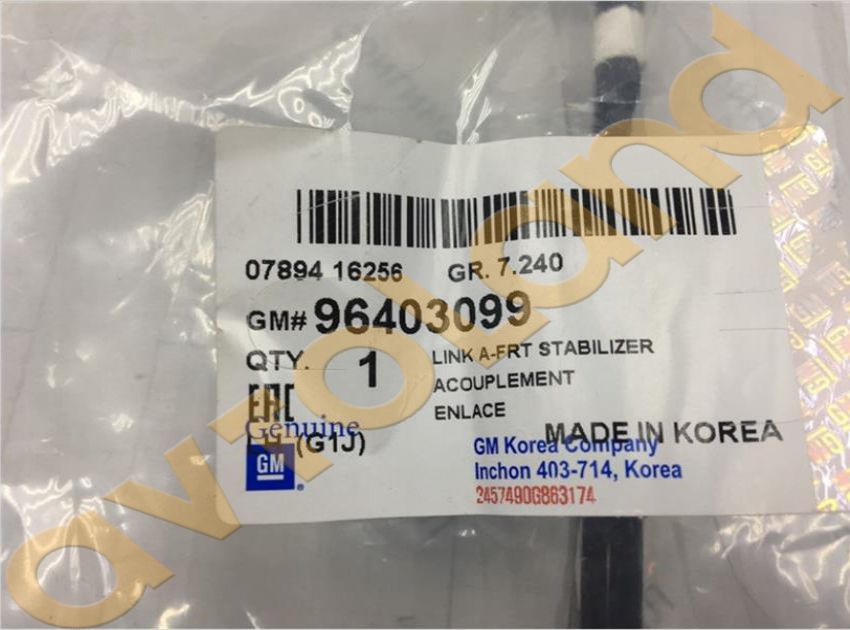 07894 16256 GR. 7.240
GM# 96403099
QTY. 1 LINK A-FRT STABILIZER
ACOUPLEMENT
ENLACE
EAC
Genuine
(G1J)
MADE IN KOREA
GM
GM Korea Company
Inchon 403-714, Korea
2457490G863174
avtoland